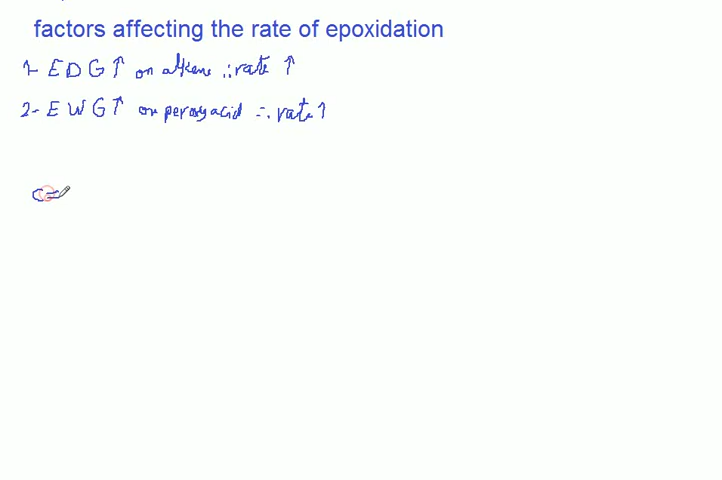 factors affecting the rate of epoxidation
1- EDG↑ on alkene ∴ rate ↑
2- EWG↑ on peroxyacid ∴ rate↑
C=